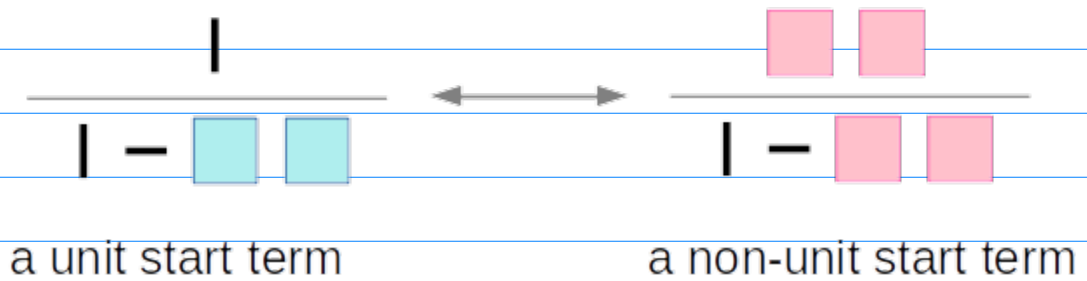 1
1 −
a unit start term
1 −
a non-unit start term